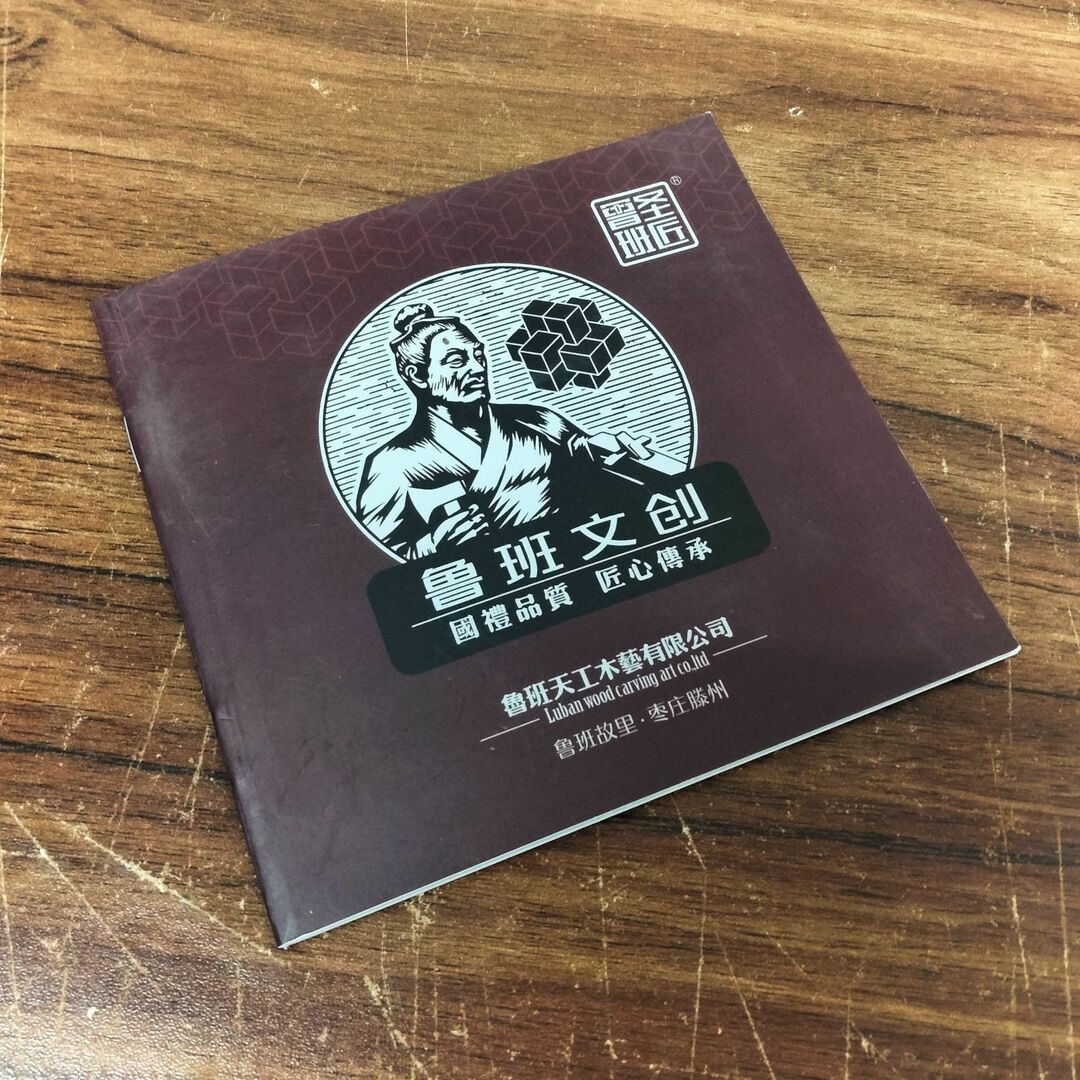 圣匠魯班®
鲁班文创
國禮品質 匠心傳承
魯班天工木藝有限公司
Luban wood carving art co.,ltd
鲁班故里·枣庄滕州